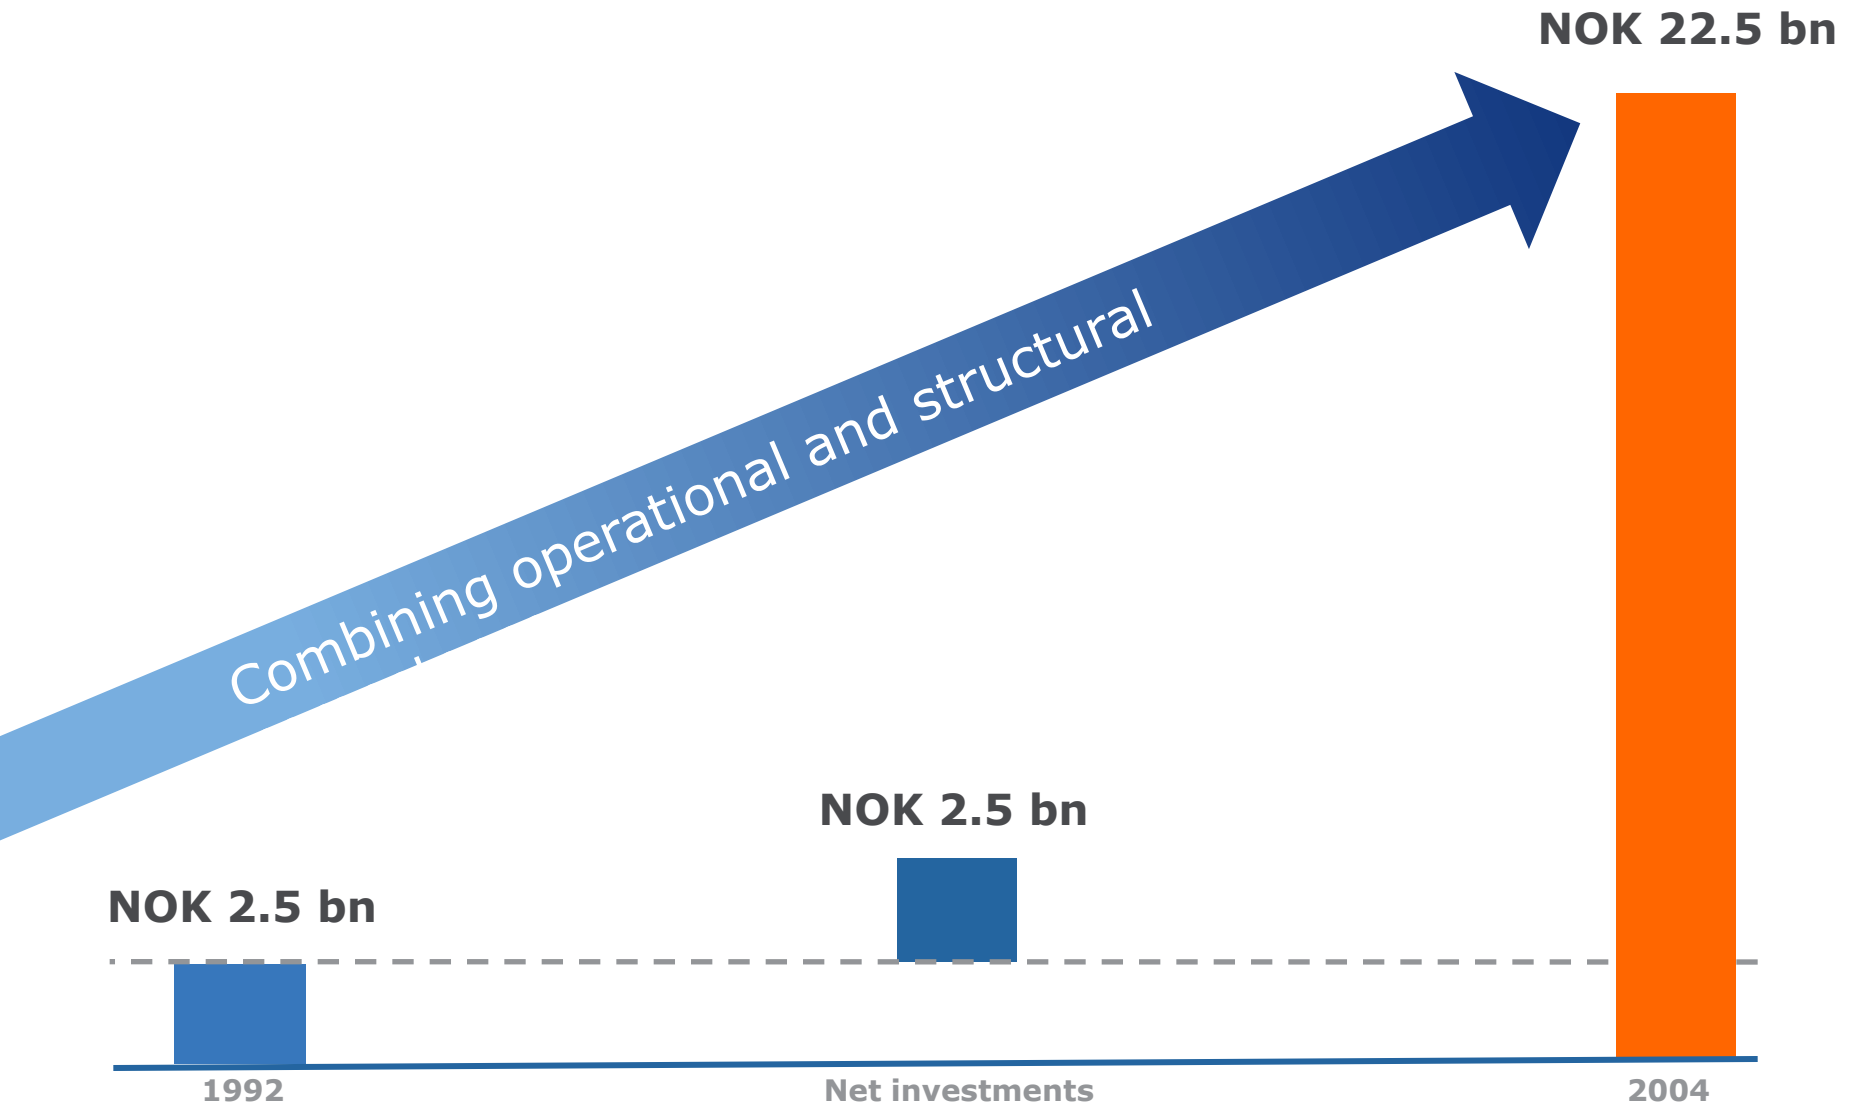 NOK 22.5 bn
Combining operational and structural
NOK 2.5 bn
NOK 2.5 bn
1992
Net investments
2004